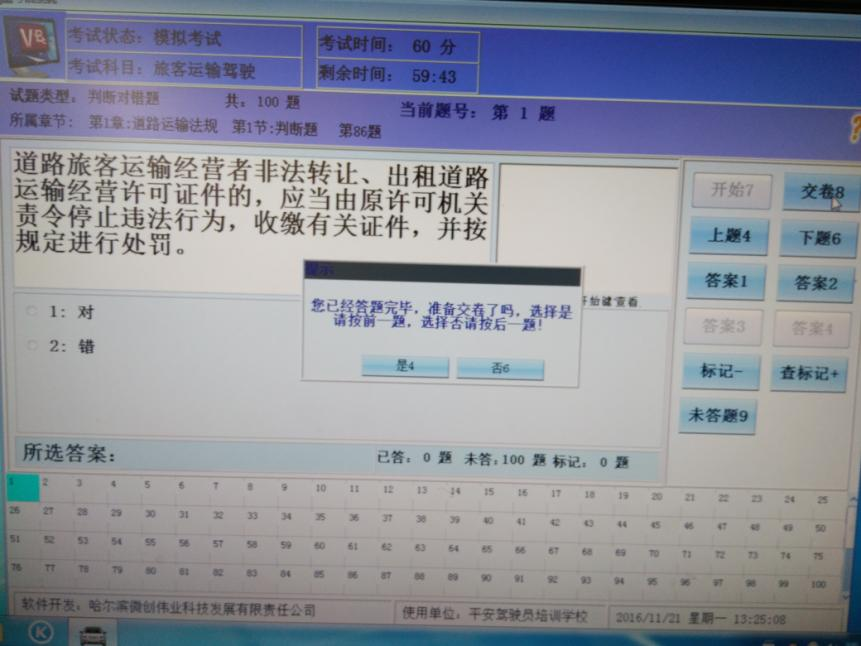 VB
考试状态：模拟考试
考试科目：旅客运输驾驶
考试时间： 60 分
剩余时间： 59:43
试题类型：判断对错题
共：100 题
当前题号： 第 1 题
所属章节： 第1章:道路运输法规 第1节:判断题 第86题
道路旅客运输经营者非法转让、出租道路
运输经营许可证件的，应当由原许可机关
责令停止违法行为，收缴有关证件，并按
规定进行处罚。
开始7 交卷8
上题4 下题6
答案1 答案2
答案3 答案4
标记- 查标记+
未答题9
提示
您已经答题完毕，准备交卷了吗，选择是
请按前一题，选择否请按后一题！
是4 否6
开始键查看
1：对
2：错
所选答案：
已答： 0 题 未答：100 题 标记： 0 题
1 2 3 4 5 6 7 8 9 10 11 12 13 14 15 16 17 18 19 20 21 22 23 24 25
26 27 28 29 30 31 32 33 34 35 36 37 38 39 40 41 42 43 44 45 46 47 48 49 50
51 52 53 54 55 56 57 58 59 60 61 62 63 64 65 66 67 68 69 70 71 72 73 74 75
76 77 78 79 80 81 82 83 84 85 86 87 88 89 90 91 92 93 94 95 96 97 98 99 100
软件开发：哈尔滨微创伟业科技发展有限责任公司
使用单位：平安驾驶员培训学校
2016/11/21 星期一 13:25:08
K